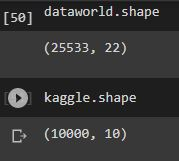 [50] dataworld.shape
(25533, 22)
kaggle.shape
(10000, 10)